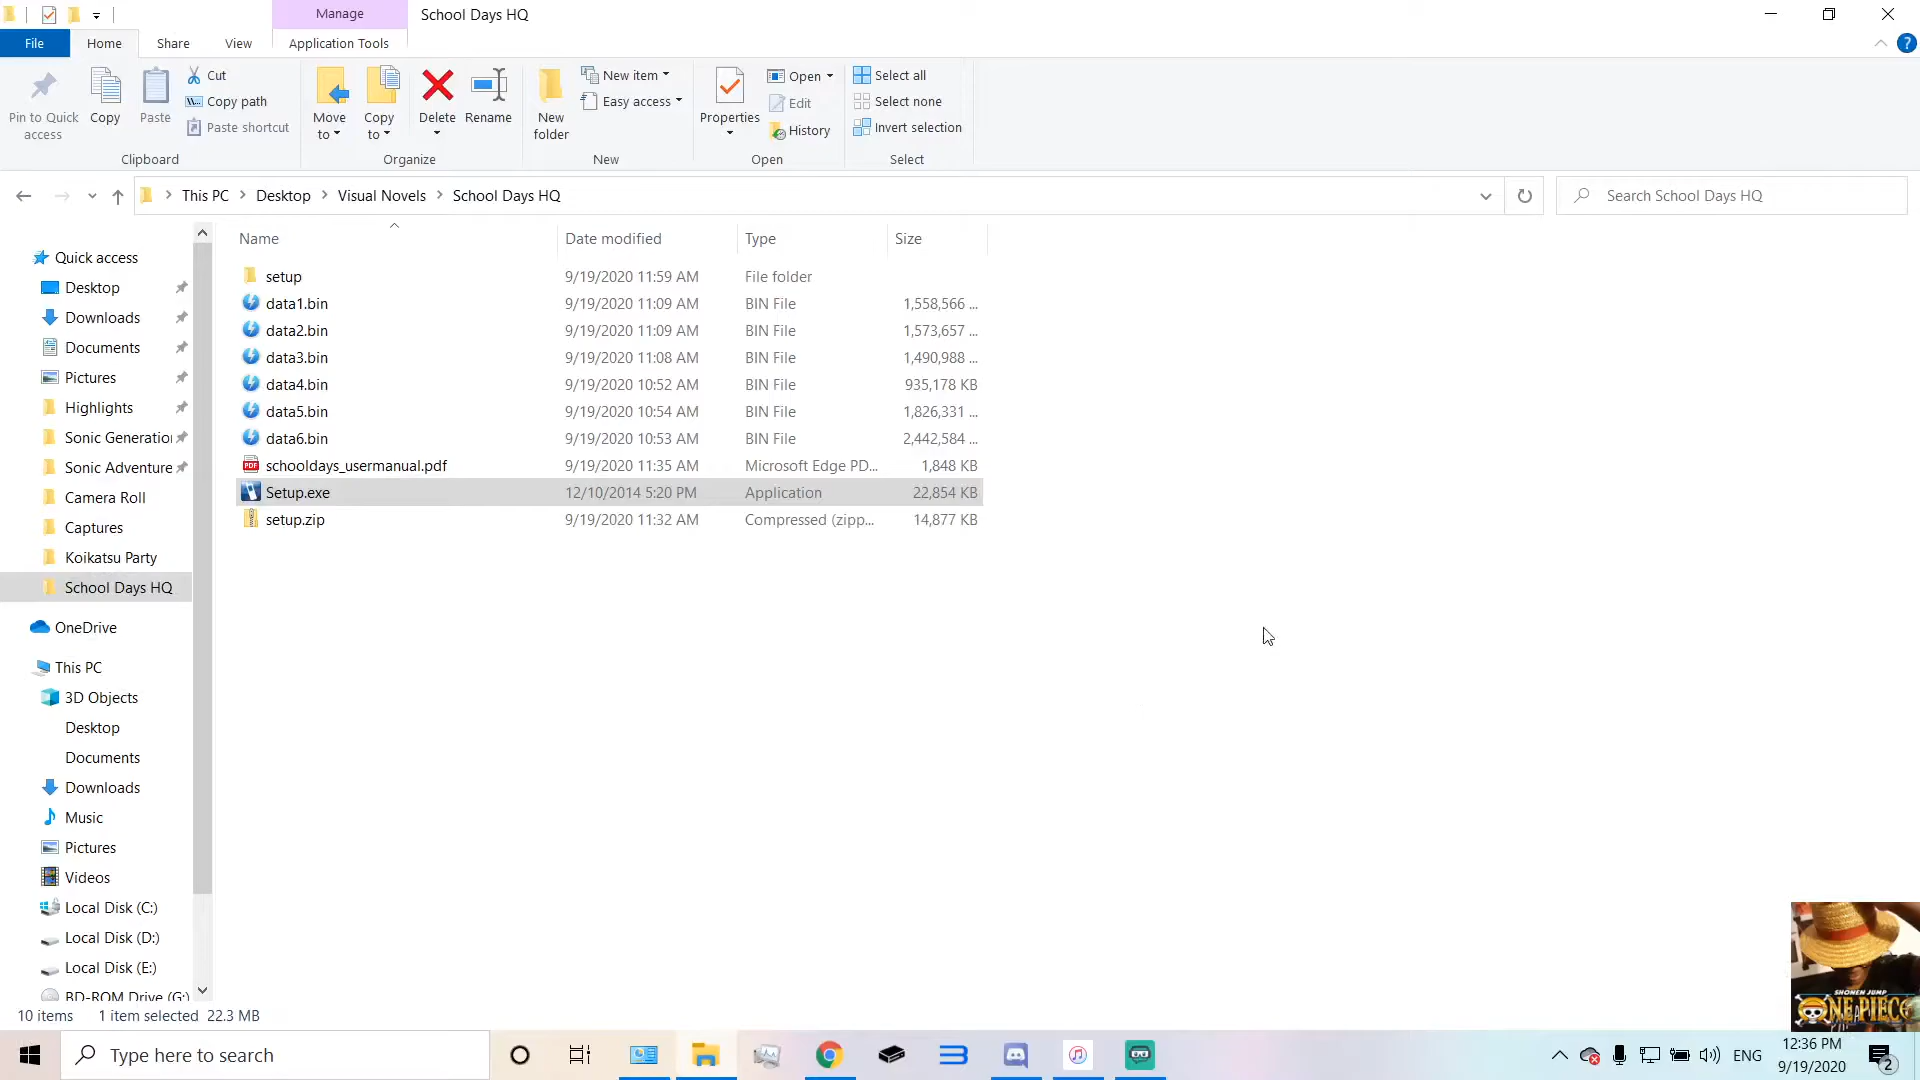 Manage
School Days HQ
File
Home
Share
View
Application Tools
Pin to Quick access
Copy
Paste
Cut
Copy path
Paste shortcut
Clipboard
Move to
Copy to
Delete
Rename
Organize
New folder
New item
Easy access
New
Properties
Open
Edit
History
Open
Select all
Select none
Invert selection
Select
This PC
Desktop
Visual Novels
School Days HQ
Search School Days HQ
Name
Date modified
Type
Size
setup 9/19/2020 11:59 AM File folder
data1.bin 9/19/2020 11:09 AM BIN File 1,558,566 ...
data2.bin 9/19/2020 11:09 AM BIN File 1,573,657 ...
data3.bin 9/19/2020 11:08 AM BIN File 1,490,988 ...
data4.bin 9/19/2020 10:52 AM BIN File 935,178 KB
data5.bin 9/19/2020 10:54 AM BIN File 1,826,331 ...
data6.bin 9/19/2020 10:53 AM BIN File 2,442,584 ...
schooldays_usermanual.pdf 9/19/2020 11:35 AM Microsoft Edge PD... 1,848 KB
Setup.exe 12/10/2014 5:20 PM Application 22,854 KB
setup.zip 9/19/2020 11:32 AM Compressed (zipp... 14,877 KB
Quick access
Desktop
Downloads
Documents
Pictures
Highlights
Sonic Generatio
Sonic Adventure
Camera Roll
Captures
Koikatsu Party
School Days HQ
OneDrive
This PC
3D Objects
Desktop
Documents
Downloads
Music
Pictures
Videos
Local Disk (C:)
Local Disk (D:)
Local Disk (E:)
BD-ROM Drive (G:)
10 items
1 item selected 22.3 MB
SHONEN JUMP
ONE PIECE
Type here to search
ENG
12:36 PM
9/19/2020
2